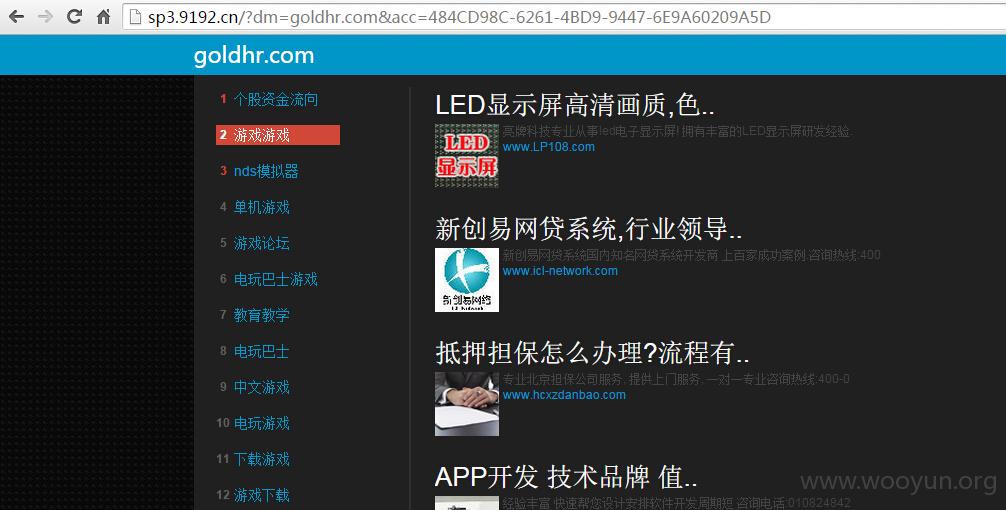 sp3.9192.cn/?dm=goldhr.com&acc=484CD98C-6261-4BD9-9447-6E9A60209A5D
goldhr.com
1 个股资金流向
2 游戏游戏
3 nds模拟器
4 单机游戏
5 游戏论坛
6 电玩巴士游戏
7 教育教学
8 电玩巴士
9 中文游戏
10 电玩游戏
11 下载游戏
12 游戏下载
LED显示屏高清画质,色..
LED
显示屏
高牌科技专业从事led电子显示屏! 拥有丰富的LED显示屏研发经验.
www.LP108.com
新创易网贷系统,行业领导..
新创易网络
新创易网贷系统国内知名网贷系统开发商 上百家成功案例.咨询热线:400
www.icl-network.com
抵押担保怎么办理?流程有..
专业北京担保公司服务, 提供上门服务, 一对一专业咨询热线:400-0
www.hcxzdanbao.com
APP开发 技术品牌 值..
经验丰富 快速帮您设计安排软件开发周期短 咨询电话:010824842
www.wooyun.org